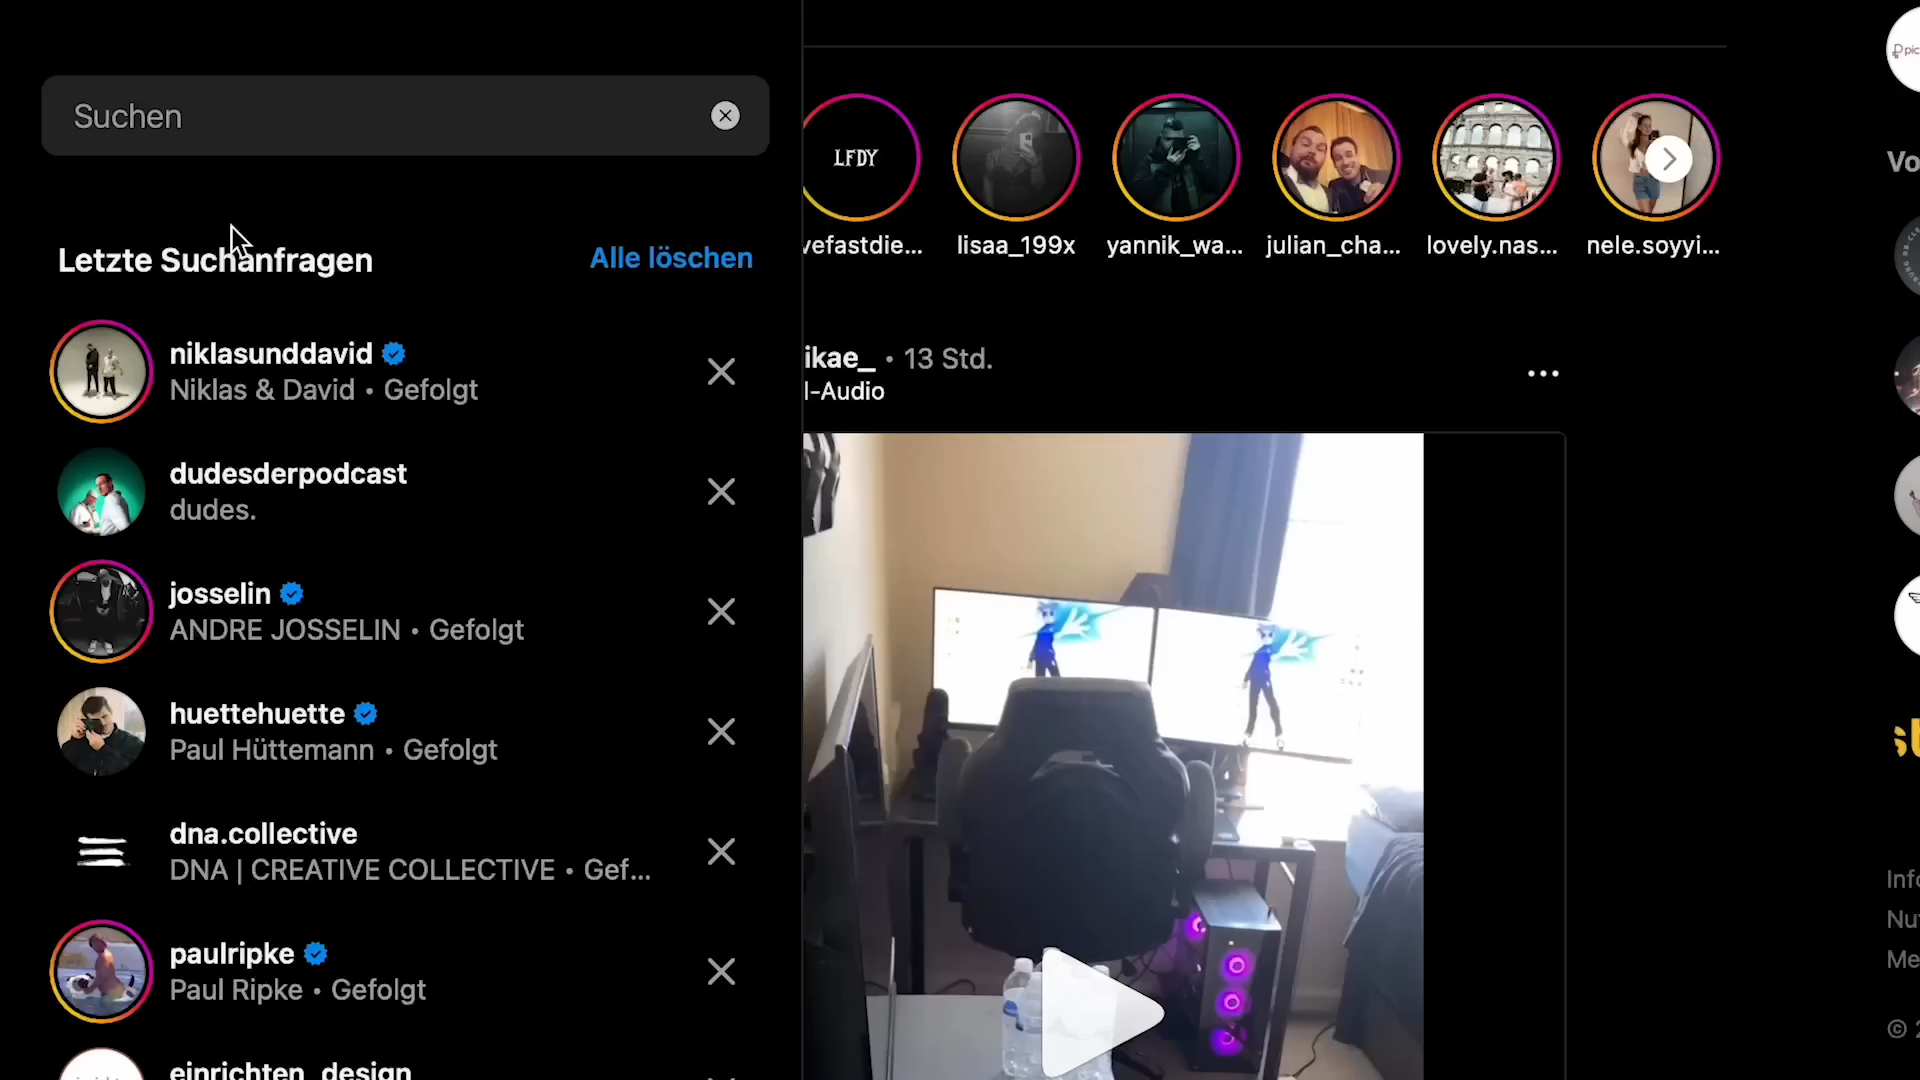 Suchen
Letzte Suchanfragen
Alle löschen
niklasunddavid
Niklas & David • Gefolgt
dudesderpodcast
dudes.
josselin
ANDRE JOSSELIN • Gefolgt
huettehuette
Paul Hüttemann • Gefolgt
dna.collective
DNA | CREATIVE COLLECTIVE • Gef...
paulripke
Paul Ripke • Gefolgt
einrichten_design
LFDY
vefastdie...
lisaa_199x
yannik_wa...
julian_cha...
lovely.nas...
nele.soyyi...
ikae_ • 13 Std.
l-Audio
Dpic
Vo
Info
Nu
Me
©